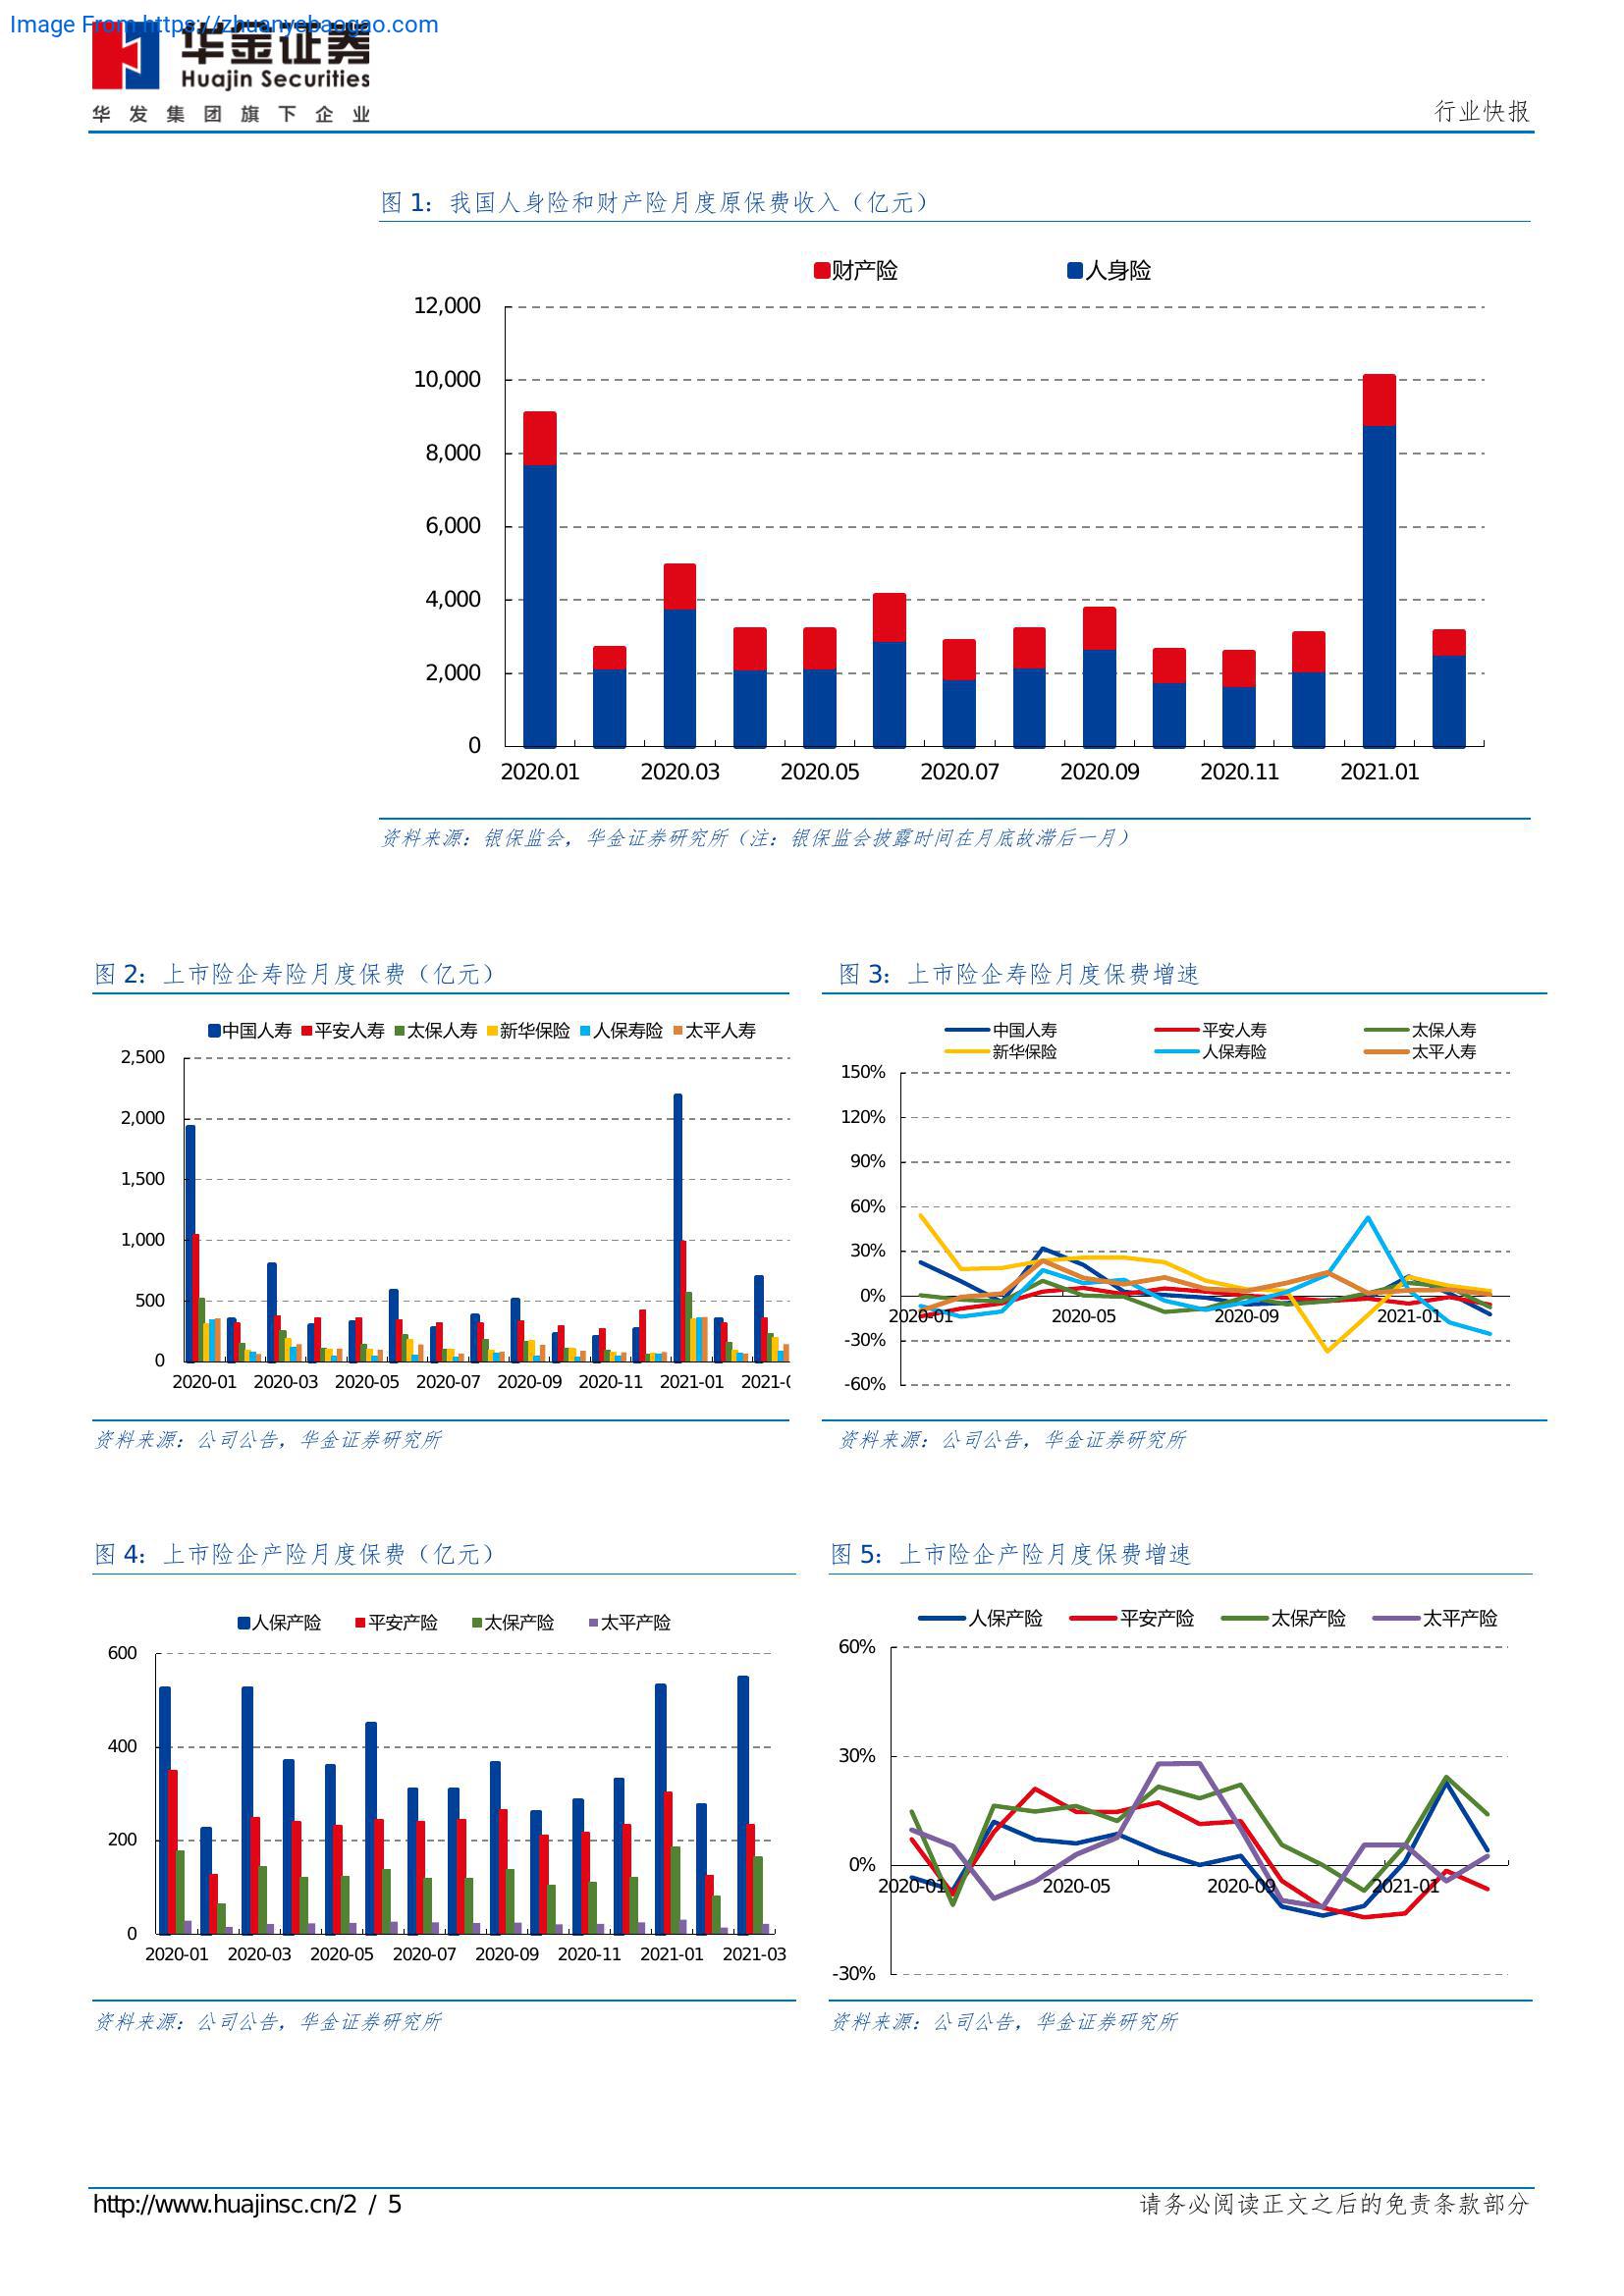 Image From https://zhuanyebaogao.com
华金证券
Huajin Securities
华发集团旗下企业
行业快报
图 1：我国人身险和财产险月度原保费收入（亿元）
财产险 人身险
12,000
10,000
8,000
6,000
4,000
2,000
0
2020.01 2020.03 2020.05 2020.07 2020.09 2020.11 2021.01
资料来源：银保监会，华金证券研究所（注：银保监会披露时间在月底故滞后一月）
图 2：上市险企寿险月度保费（亿元）
中国人寿 平安人寿 太保人寿 新华保险 人保寿险 太平人寿
2,500
2,000
1,500
1,000
500
0
2020-01 2020-03 2020-05 2020-07 2020-09 2020-11 2021-01 2021-0
资料来源：公司公告，华金证券研究所
图 3：上市险企寿险月度保费增速
中国人寿 平安人寿 太保人寿
新华保险 人保寿险 太平人寿
150%
120%
90%
60%
30%
0%
2020-01 2020-05 2020-09 2021-01
-30%
-60%
资料来源：公司公告，华金证券研究所
图 4：上市险企产险月度保费（亿元）
人保产险 平安产险 太保产险 太平产险
600
400
200
0
2020-01 2020-03 2020-05 2020-07 2020-09 2020-11 2021-01 2021-03
资料来源：公司公告，华金证券研究所
图 5：上市险企产险月度保费增速
人保产险 平安产险 太保产险 太平产险
60%
30%
0%
2020-01 2020-05 2020-09 2021-01
-30%
资料来源：公司公告，华金证券研究所
http://www.huajinsc.cn/2 / 5
请务必阅读正文之后的免责条款部分